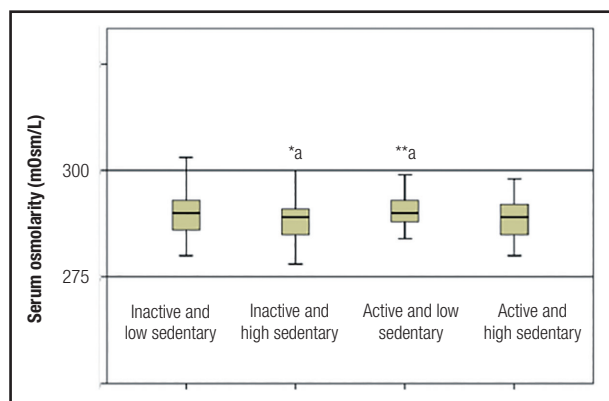 Serum osmolarity (mOsm/L)
300
275
*a
**a
Inactive and
low sedentary
Inactive and
high sedentary
Active and low
sedentary
Active and
high sedentary